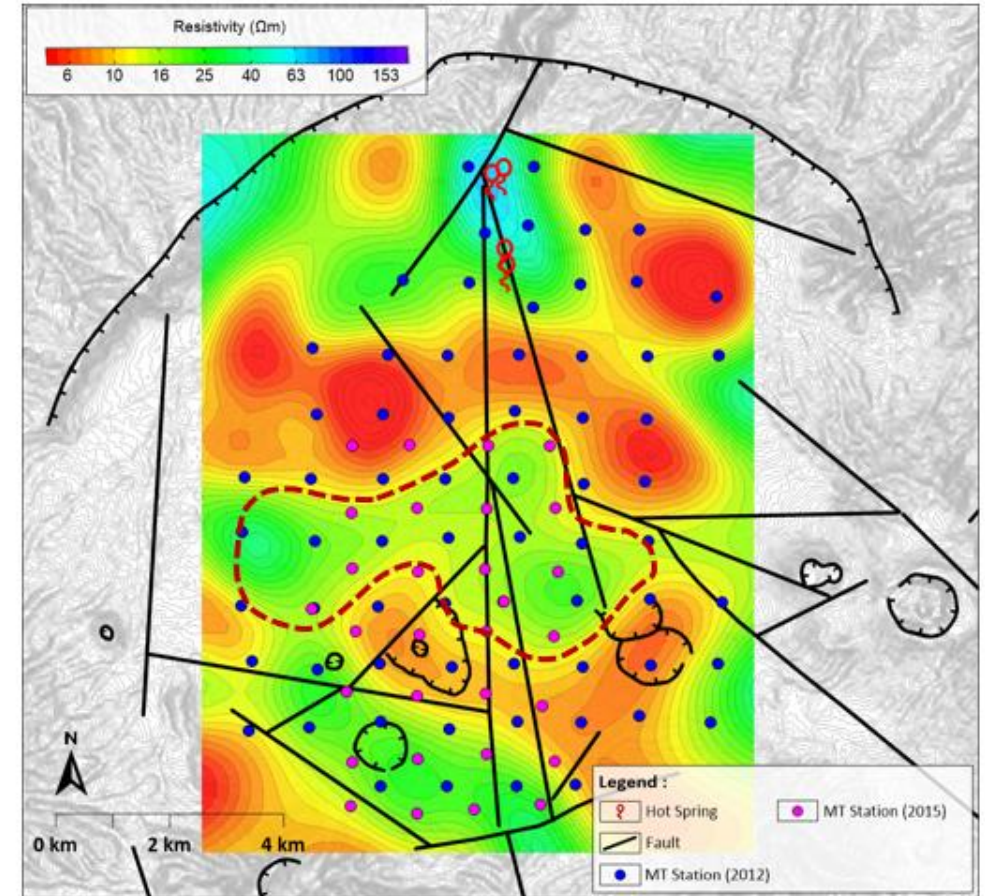 Resistivity (Ωm)
6 10 16 25 40 63 100 153
N
0 km 2 km 4 km
Legend :
Hot Spring
MT Station (2015)
Fault
MT Station (2012)